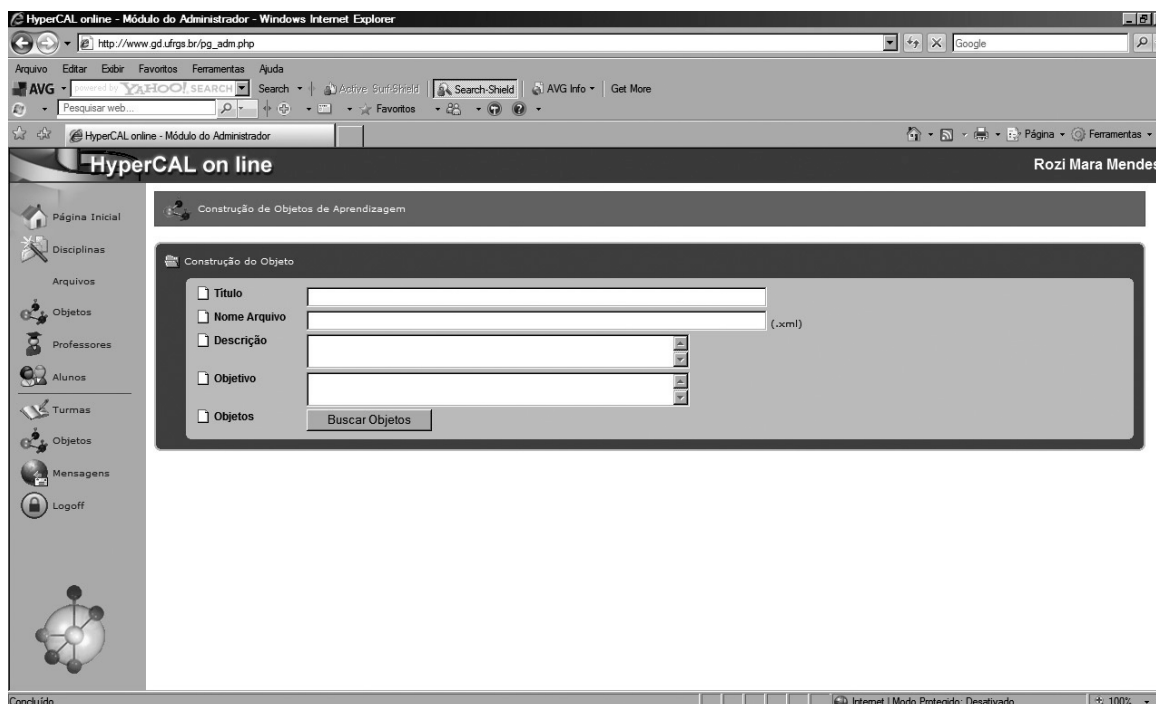 HyperCAL online - Módulo do Administrador - Windows Internet Explorer
http://www.gd.ufrgs.br/pg_adm.php
Google
Arquivo Editar Exibir Favoritos Ferramentas Ajuda
AVG powered by YAHOO! SEARCH Search Active Surf-Shield Search-Shield AVG Info Get More
Pesquisar web... Favoritos
HyperCAL online - Módulo do Administrador Página Ferramentas
HyperCAL on line
Rozi Mara Mendes
Página Inicial
Disciplinas
Arquivos
Objetos
Professores
Alunos
Turmas
Objetos
Mensagens
Logoff
Construção de Objetos de Aprendizagem
Construção do Objeto
Título
Nome Arquivo (.xml)
Descrição
Objetivo
Objetos Buscar Objetos
Concluído Internet | Modo Protegido: Desativado 100%